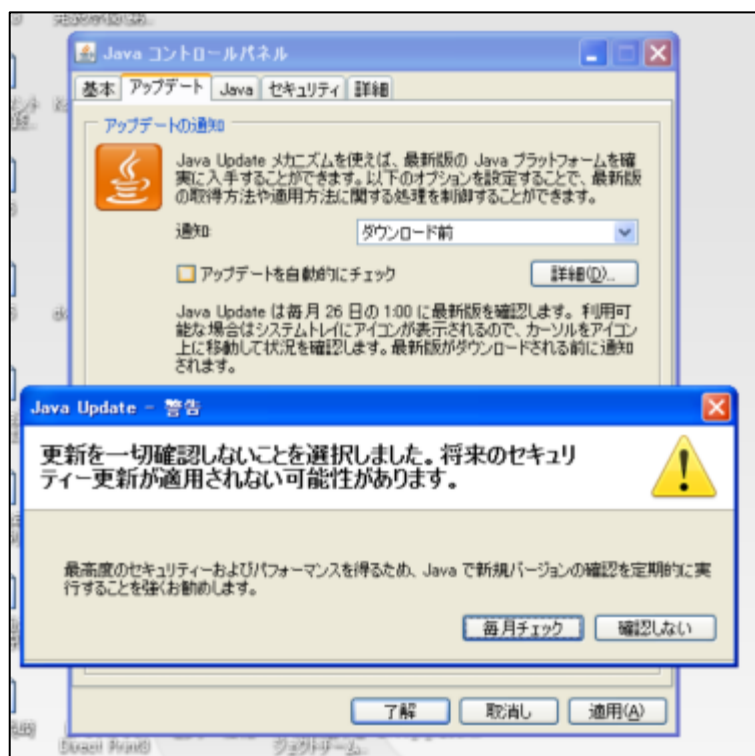 Java コントロールパネル
基本 アップデート Java セキュリティ 詳細
アップデートの通知
Java Update メカニズムを使えば、最新版の Java プラットフォームを確
実に入手することができます。以下のオプションを設定することで、最新版
の取得方法や適用方法に関する処理を制御することができます。
通知: ダウンロード前
アップデートを自動的にチェック 詳細(D)...
Java Update は毎月 26 日の 1:00 に最新版を確認します。利用可
能な場合はシステムトレイにアイコンが表示されるので、カーソルをアイコン
上に移動して状況を確認します。最新版がダウンロードされる前に通知
されます。
Java Update - 警告
更新を一切確認しないことを選択しました。将来のセキュリ
ティー更新が適用されない可能性があります。
最高度のセキュリティーおよびパフォーマンスを得るため、Java で新規バージョンの確認を定期的に実
行することを強くお勧めします。
毎月チェック 確認しない
了解 取消し 適用(A)
Direct Print)